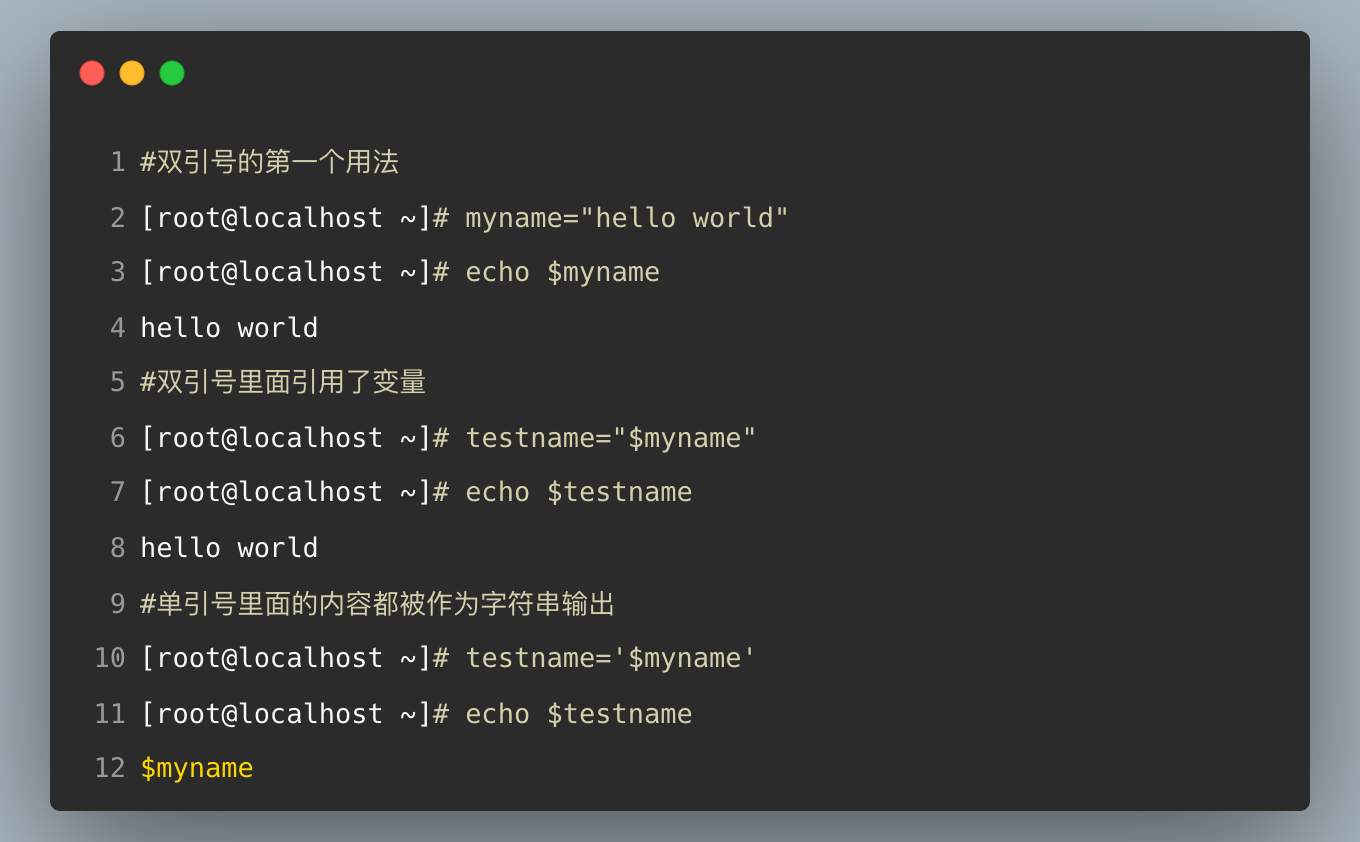 1 #双引号的第一个用法
2 [root@localhost ~]# myname="hello world"
3 [root@localhost ~]# echo $myname
4 hello world
5 #双引号里面引用了变量
6 [root@localhost ~]# testname="$myname"
7 [root@localhost ~]# echo $testname
8 hello world
9 #单引号里面的内容都被作为字符串输出
10 [root@localhost ~]# testname='$myname'
11 [root@localhost ~]# echo $testname
12 $myname